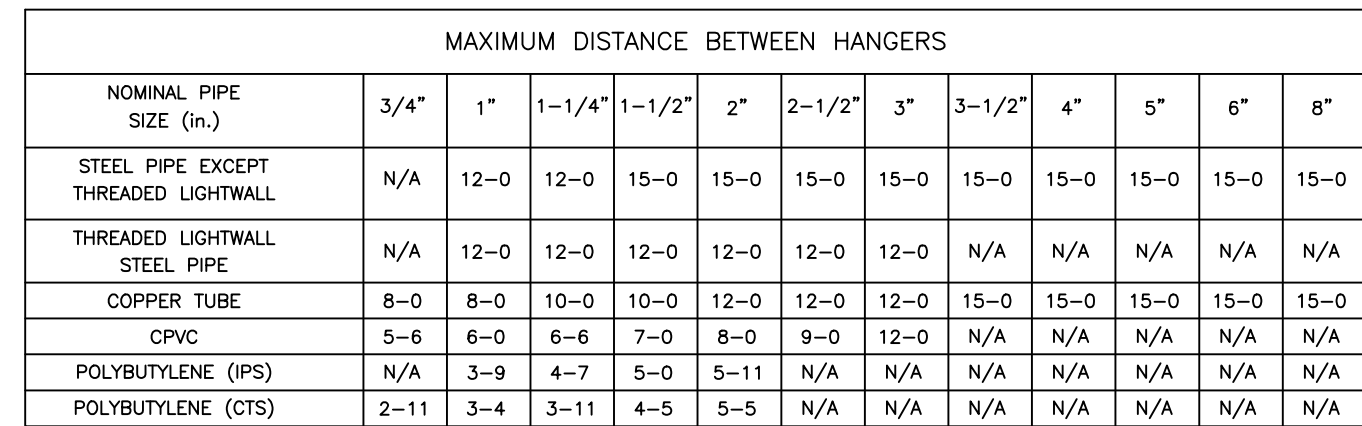 MAXIMUM DISTANCE BETWEEN HANGERS
NOMINAL PIPE
SIZE (in.) 3/4" 1" 1-1/4" 1-1/2" 2" 2-1/2" 3" 3-1/2" 4" 5" 6" 8"
STEEL PIPE EXCEPT
THREADED LIGHTWALL N/A 12-0 12-0 15-0 15-0 15-0 15-0 15-0 15-0 15-0 15-0 15-0
THREADED LIGHTWALL
STEEL PIPE N/A 12-0 12-0 12-0 12-0 12-0 12-0 N/A N/A N/A N/A N/A
COPPER TUBE 8-0 8-0 10-0 10-0 12-0 12-0 12-0 15-0 15-0 15-0 15-0 15-0
CPVC 5-6 6-0 6-6 7-0 8-0 9-0 12-0 N/A N/A N/A N/A N/A
POLYBUTYLENE (IPS) N/A 3-9 4-7 5-0 5-11 N/A N/A N/A N/A N/A N/A N/A
POLYBUTYLENE (CTS) 2-11 3-4 3-11 4-5 5-5 N/A N/A N/A N/A N/A N/A N/A